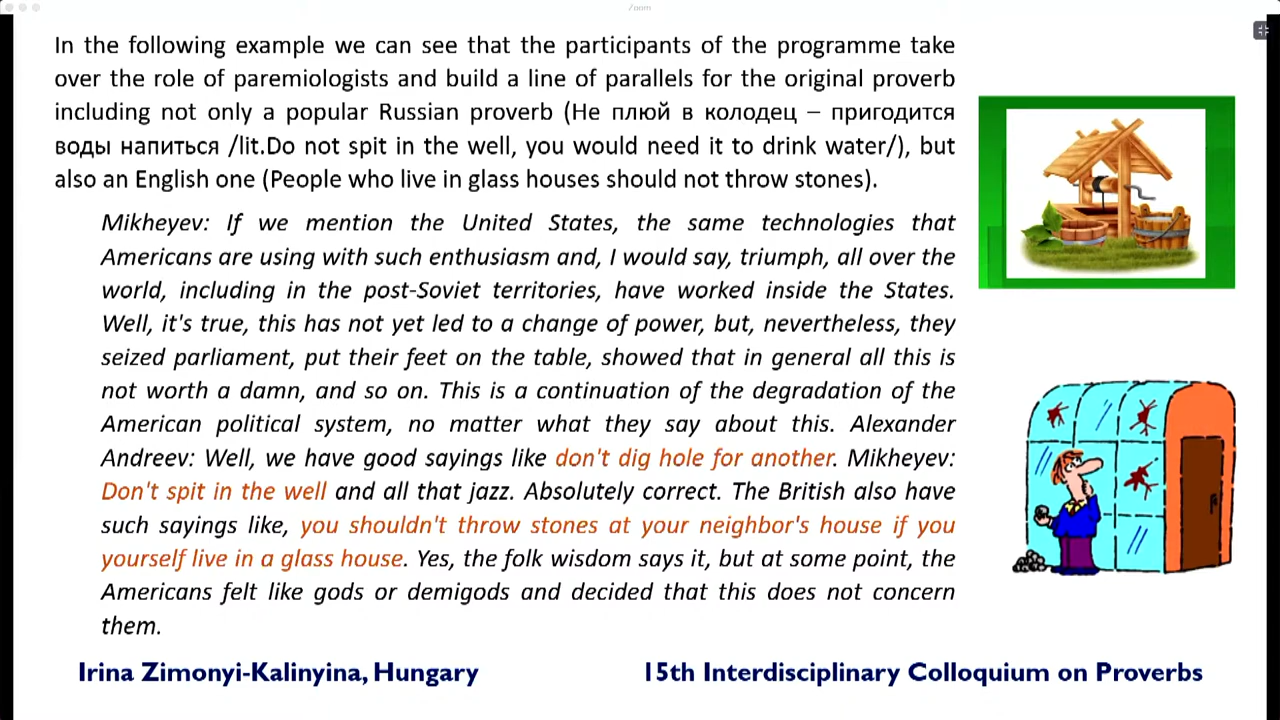 zoom
In the following example we can see that the participants of the programme take
over the role of paremiologists and build a line of parallels for the original proverb
including not only a popular Russian proverb (Не плюй в колодец – пригодится
воды напиться /lit.Do not spit in the well, you would need it to drink water/), but
also an English one (People who live in glass houses should not throw stones).
Mikheyev: If we mention the United States, the same technologies that
Americans are using with such enthusiasm and, I would say, triumph, all over the
world, including in the post-Soviet territories, have worked inside the States.
Well, it's true, this has not yet led to a change of power, but, nevertheless, they
seized parliament, put their feet on the table, showed that in general all this is
not worth a damn, and so on. This is a continuation of the degradation of the
American political system, no matter what they say about this. Alexander
Andreev: Well, we have good sayings like don't dig hole for another. Mikheyev:
Don't spit in the well and all that jazz. Absolutely correct. The British also have
such sayings like, you shouldn't throw stones at your neighbor's house if you
yourself live in a glass house. Yes, the folk wisdom says it, but at some point, the
Americans felt like gods or demigods and decided that this does not concern
them.
Irina Zimonyi-Kalinyina, Hungary
15th Interdisciplinary Colloquium on Proverbs